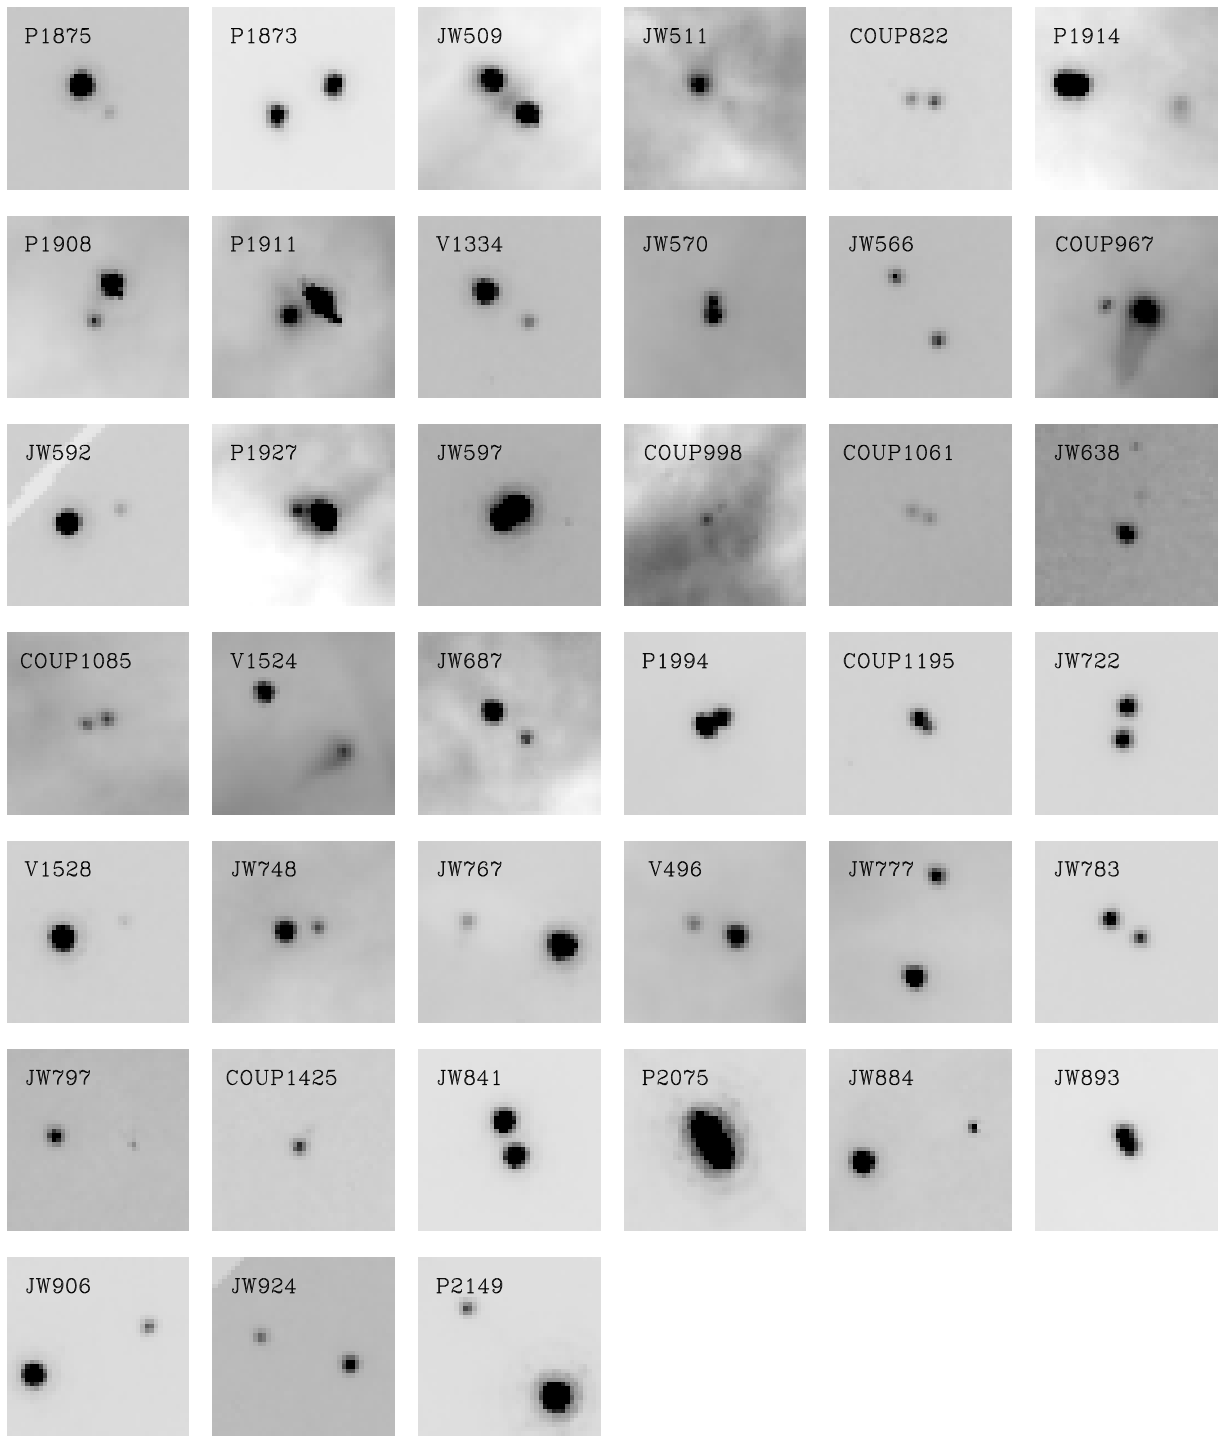 P1875 P1873 JW509 JW511 COUP822 P1914
P1908 P1911 V1334 JW570 JW566 COUP967
JW592 P1927 JW597 COUP998 COUP1061 JW638
COUP1085 V1524 JW687 P1994 COUP1195 JW722
V1528 JW748 JW767 V496 JW777 JW783
JW797 COUP1425 JW841 P2075 JW884 JW893
JW906 JW924 P2149